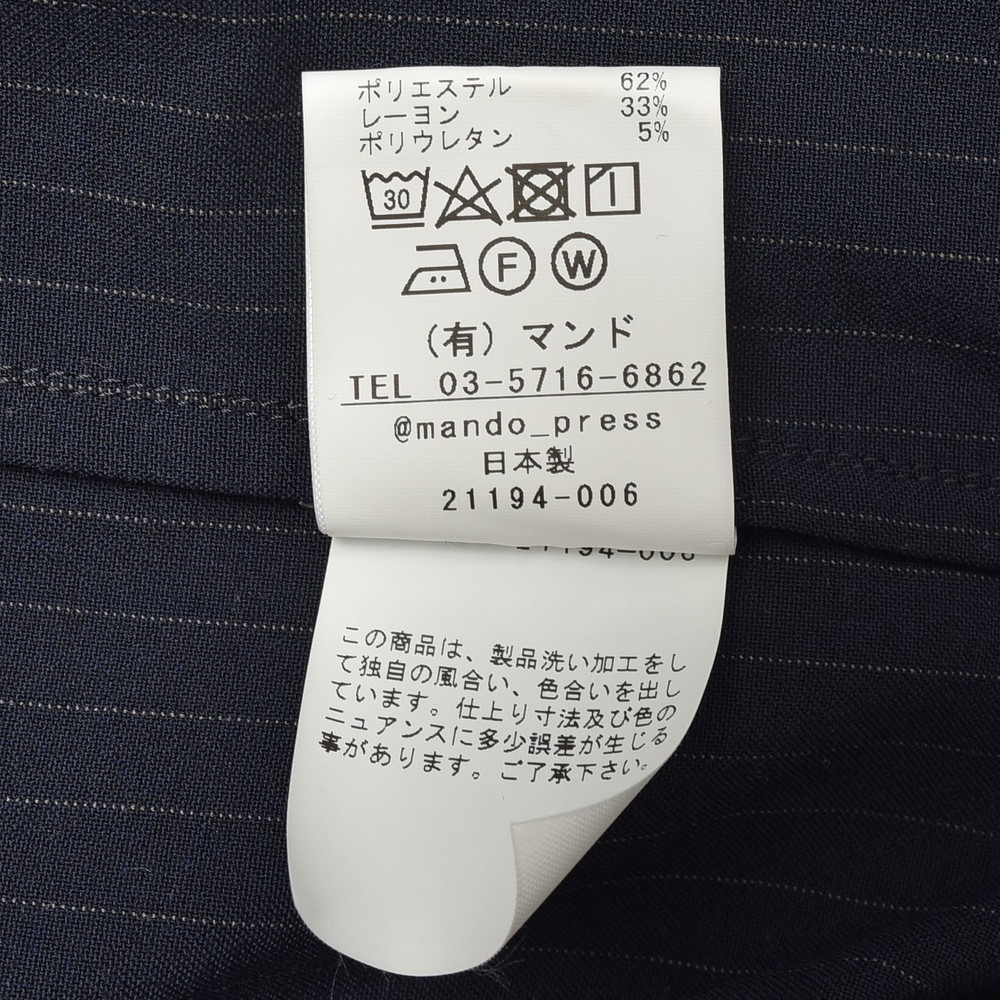 ポリエステル 62%
レーヨン 33%
ポリウレタン 5%
30
F W
(有) マンド
TEL 03-5716-6862
@mando_press
日本製
21194-006
21194-006
この商品は、製品洗い加工をし
て独自の風合い、色合いを出し
ています。仕上り寸法及び色の
ニュアンスに多少誤差が生じる
事があります。ご了承下さい。